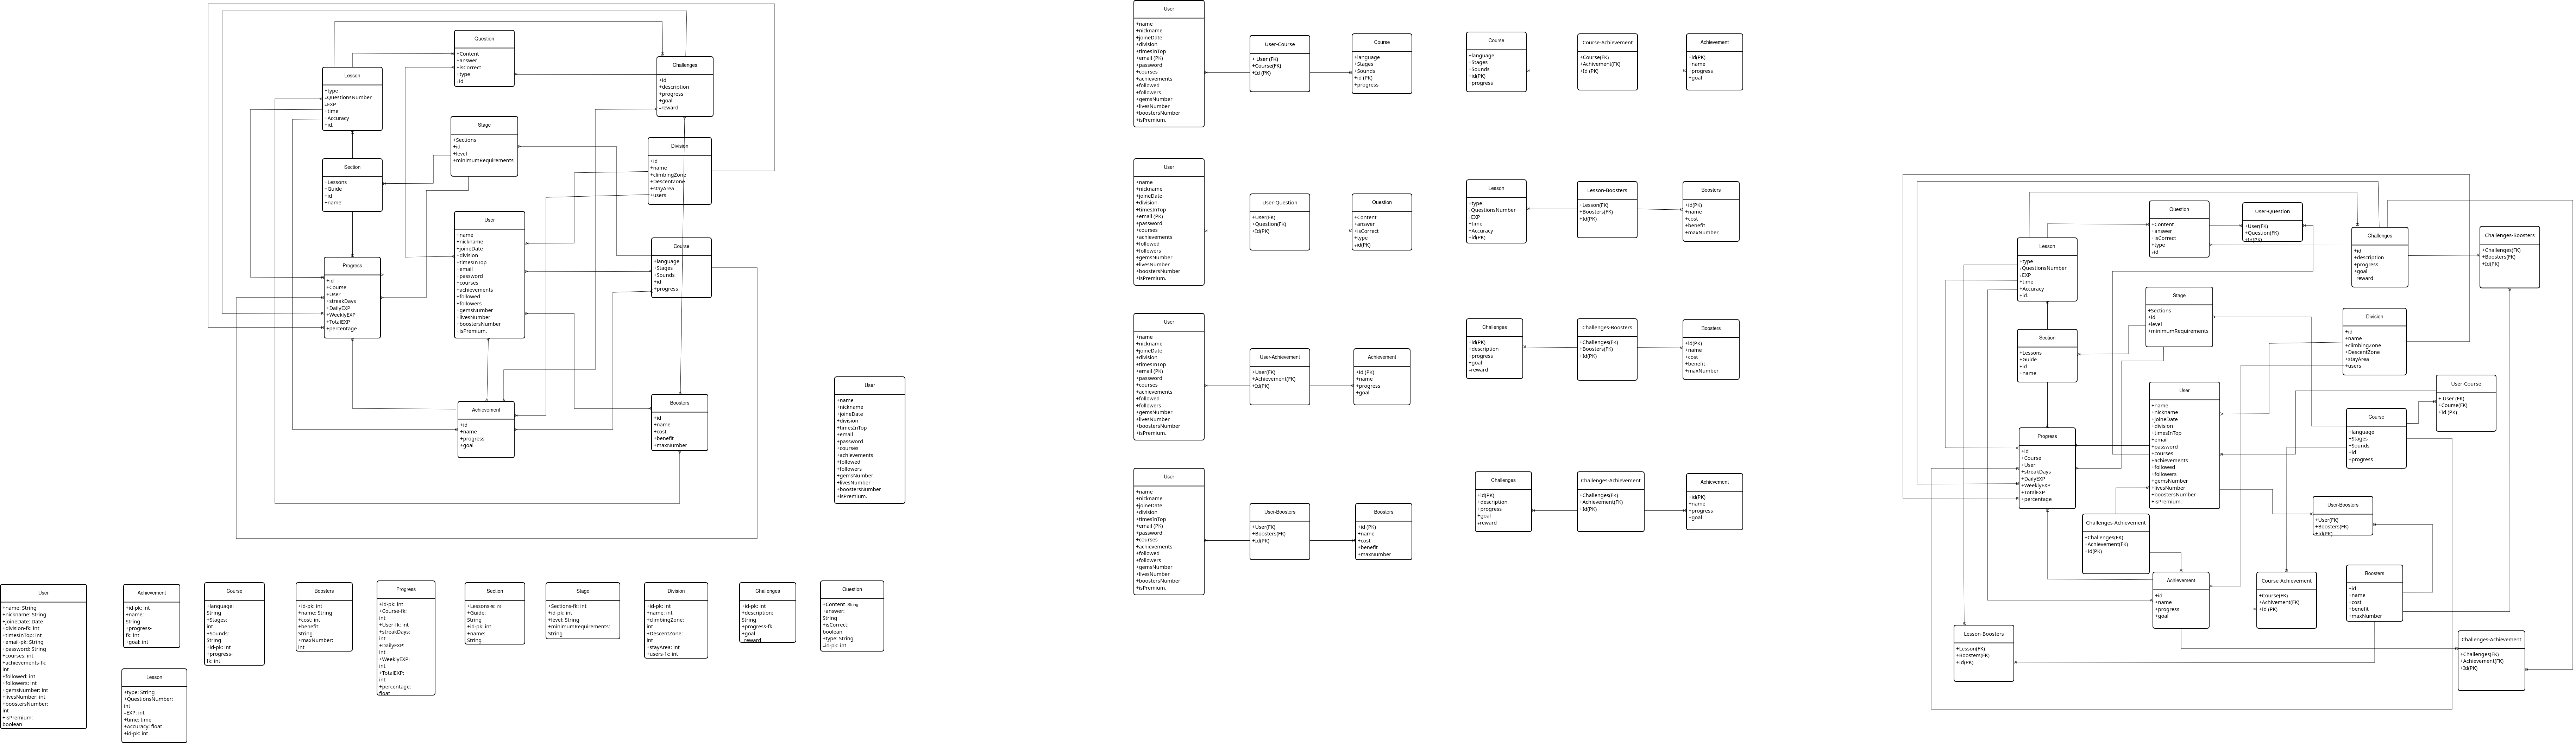 Question
+Content
+answer
+isCorrect
+type
+id
Challenges
+id
+description
+progress
+goal
+reward
Lesson
+type
+QuestionsNumber
+EXP
+time
+Accuracy
+id.
Stage
+Sections
+id
+level
+minimumRequirements
Division
+id
+name
+climbingZone
+DescentZone
+stayArea
+users
Section
+Lessons
+Guide
+id
+name
User
+name
+nickname
+joineDate
+division
+timesInTop
+email
+password
+courses
+achievements
+followed
+followers
+gemsNumber
+livesNumber
+boostersNumber
+isPremium.
Course
+language
+Stages
+Sounds
+id
+progress
Progress
+id
+Course
+User
+streakDays
+DailyEXP
+WeeklyEXP
+TotalEXP
+percentage
Achievement
+id
+name
+progress
+goal
Boosters
+id
+name
+cost
+benefit
+maxNumber
User
+name
+nickname
+joineDate
+division
+timesInTop
+email
+password
+courses
+achievements
+followed
+followers
+gemsNumber
+livesNumber
+boostersNumber
+isPremium.
User
+name: String
+nickname: String
+joineDate: Date
+division-fk: int
+timesInTop: int
+email-pk: String
+password: String
+courses: int
+achievements-fk:
int
+followed: int
+followers: int
+gemsNumber: int
+livesNumber: int
+boostersNumber:
int
+isPremium:
boolean
Achievement
+id-pk: int
+name:
String
+progress-
fk: int
+goal: int
Lesson
+type: String
+QuestionsNumber:
int
+EXP: int
+time: time
+Accuracy: float
+id-pk: int
Course
+language:
String
+Stages:
int
+Sounds:
String
+id-pk: int
+progress-
fk: int
Boosters
+id-pk: int
+name: String
+cost: int
+benefit:
String
+maxNumber:
int
Progress
+id-pk: int
+Course-fk:
int
+User-fk: int
+streakDays:
int
+DailyEXP:
int
+WeeklyEXP:
int
+TotalEXP:
int
+percentage:
float
Section
+Lessons-fk: int
+Guide:
String
+id-pk: int
+name:
String
Stage
+Sections-fk: int
+id-pk: int
+level: String
+minimumRequirements:
String
Division
+id-pk: int
+name: int
+climbingZone:
int
+DescentZone:
int
+stayArea: int
+users-fk: int
Challenges
+id-pk: int
+description:
String
+progress-fk
+goal
+reward
Question
+Content: String
+answer:
String
+isCorrect:
boolean
+type: String
+id-pk: int
User
+name
+nickname
+joineDate
+division
+timesInTop
+email (PK)
+password
+courses
+achievements
+followed
+followers
+gemsNumber
+livesNumber
+boostersNumber
+isPremium.
User-Course
+ User (FK)
+Course(FK)
+Id (PK)
Course
+language
+Stages
+Sounds
+id (PK)
+progress
Course
+language
+Stages
+Sounds
+id(PK)
+progress
Course-Achievement
+Course(FK)
+Achivement(FK)
+Id (PK)
Achievement
+id(PK)
+name
+progress
+goal
User
+name
+nickname
+joineDate
+division
+timesInTop
+email (PK)
+password
+courses
+achievements
+followed
+followers
+gemsNumber
+livesNumber
+boostersNumber
+isPremium.
User-Question
+User(FK)
+Question(FK)
+Id(PK)
Question
+Content
+answer
+isCorrect
+type
+id(PK)
Lesson
+type
+QuestionsNumber
+EXP
+time
+Accuracy
+id(PK)
Lesson-Boosters
+Lesson(FK)
+Boosters(FK)
+Id(PK)
Boosters
+id(PK)
+name
+cost
+benefit
+maxNumber
User
+name
+nickname
+joineDate
+division
+timesInTop
+email (PK)
+password
+courses
+achievements
+followed
+followers
+gemsNumber
+livesNumber
+boostersNumber
+isPremium.
User-Achievement
+User(FK)
+Achievement(FK)
+Id(PK)
Achievement
+id (PK)
+name
+progress
+goal
Challenges
+id(PK)
+description
+progress
+goal
+reward
Challenges-Boosters
+Challenges(FK)
+Boosters(FK)
+Id(PK)
Boosters
+id(PK)
+name
+cost
+benefit
+maxNumber
User
+name
+nickname
+joineDate
+division
+timesInTop
+email (PK)
+password
+courses
+achievements
+followed
+followers
+gemsNumber
+livesNumber
+boostersNumber
+isPremium.
User-Boosters
+User(FK)
+Boosters(FK)
+Id(PK)
Boosters
+id (PK)
+name
+cost
+benefit
+maxNumber
Challenges
+id(PK)
+description
+progress
+goal
+reward
Challenges-Achievement
+Challenges(FK)
+Achievement(FK)
+Id(PK)
Achievement
+id(PK)
+name
+progress
+goal
Question
+Content
+answer
+isCorrect
+type
+id
User-Question
+User(FK)
+Question(FK)
+Id(PK)
Challenges
+id
+description
+progress
+goal
+reward
Challenges-Boosters
+Challenges(FK)
+Boosters(FK)
+Id(PK)
Lesson
+type
+QuestionsNumber
+EXP
+time
+Accuracy
+id.
Stage
+Sections
+id
+level
+minimumRequirements
Division
+id
+name
+climbingZone
+DescentZone
+stayArea
+users
Section
+Lessons
+Guide
+id
+name
User
+name
+nickname
+joineDate
+division
+timesInTop
+email
+password
+courses
+achievements
+followed
+followers
+gemsNumber
+livesNumber
+boostersNumber
+isPremium.
User-Course
+ User (FK)
+Course(FK)
+Id (PK)
Course
+language
+Stages
+Sounds
+id
+progress
Progress
+id
+Course
+User
+streakDays
+DailyEXP
+WeeklyEXP
+TotalEXP
+percentage
User-Boosters
+User(FK)
+Boosters(FK)
+Id(PK)
Challenges-Achievement
+Challenges(FK)
+Achievement(FK)
+Id(PK)
Achievement
+id
+name
+progress
+goal
Course-Achievement
+Course(FK)
+Achivement(FK)
+Id (PK)
Boosters
+id
+name
+cost
+benefit
+maxNumber
Lesson-Boosters
+Lesson(FK)
+Boosters(FK)
+Id(PK)
Challenges-Achievement
+Challenges(FK)
+Achievement(FK)
+Id(PK)